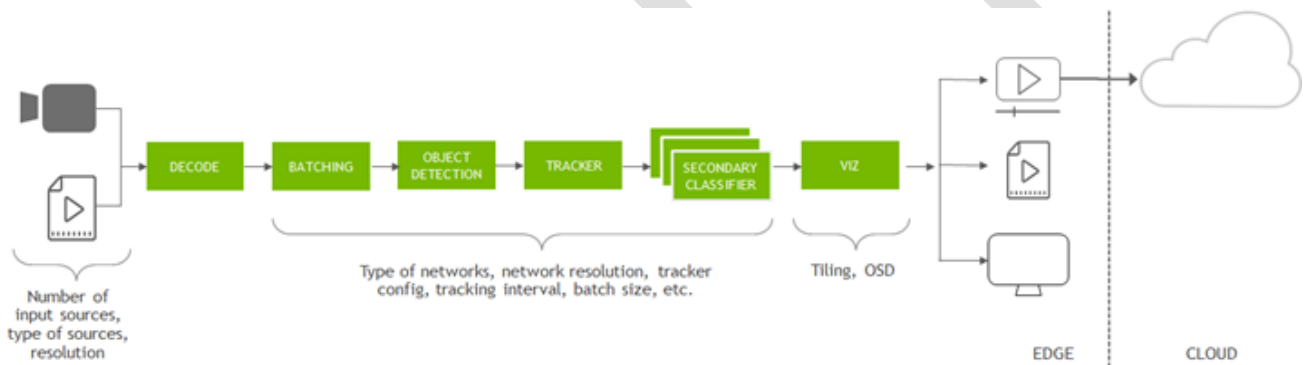 DECODE
BATCHING
OBJECT
DETECTION
TRACKER
SECONDARY
CLASSIFIER
VIZ
Number of
input sources,
type of sources,
resolution
Type of networks, network resolution, tracker
config, tracking interval, batch size, etc.
Tiling, OSD
EDGE
CLOUD